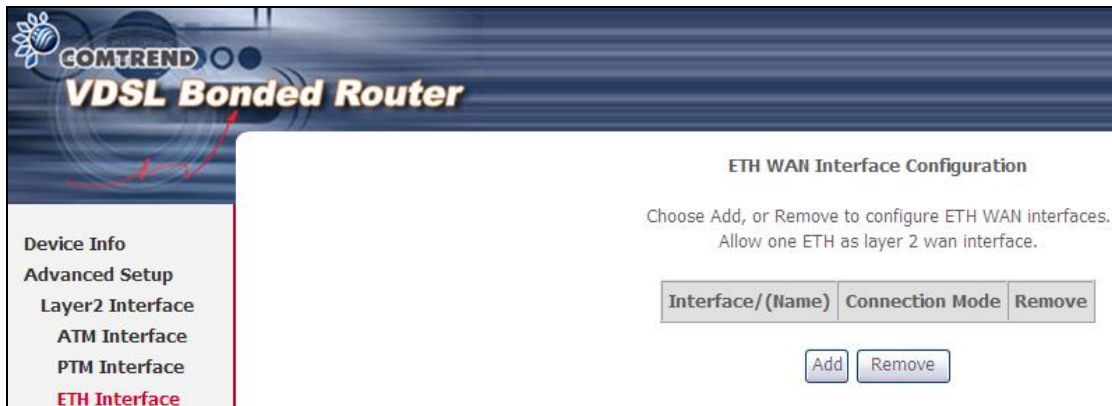 COMTREND
VDSL Bonded Router
Device Info
Advanced Setup
Layer2 Interface
ATM Interface
PTM Interface
ETH Interface
ETH WAN Interface Configuration
Choose Add, or Remove to configure ETH WAN interfaces.
Allow one ETH as layer 2 wan interface.
Interface/(Name) Connection Mode Remove
Add Remove